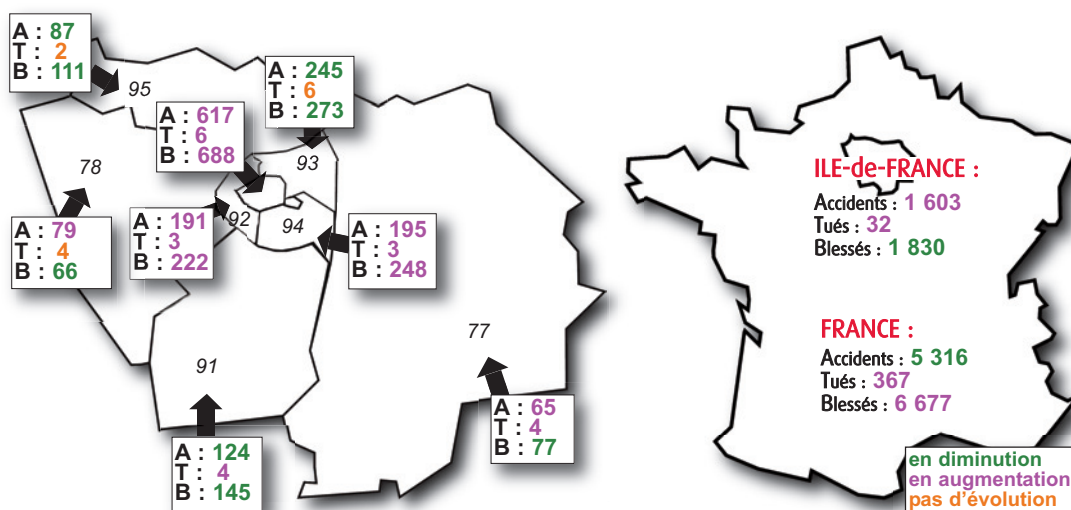 A : 87
T : 2
B : 111
95
A : 245
T : 6
B : 273
A : 617
T : 6
B : 688
93
78
A : 79
T : 4
B : 66
A : 191
T : 3
B : 222
92
94
A : 195
T : 3
B : 248
77
91
A : 65
T : 4
B : 77
A : 124
T : 4
B : 145
ILE-de-FRANCE :
Accidents : 1 603
Tués : 32
Blessés : 1 830
FRANCE :
Accidents : 5 316
Tués : 367
Blessés : 6 677
en diminution
en augmentation
pas d'évolution